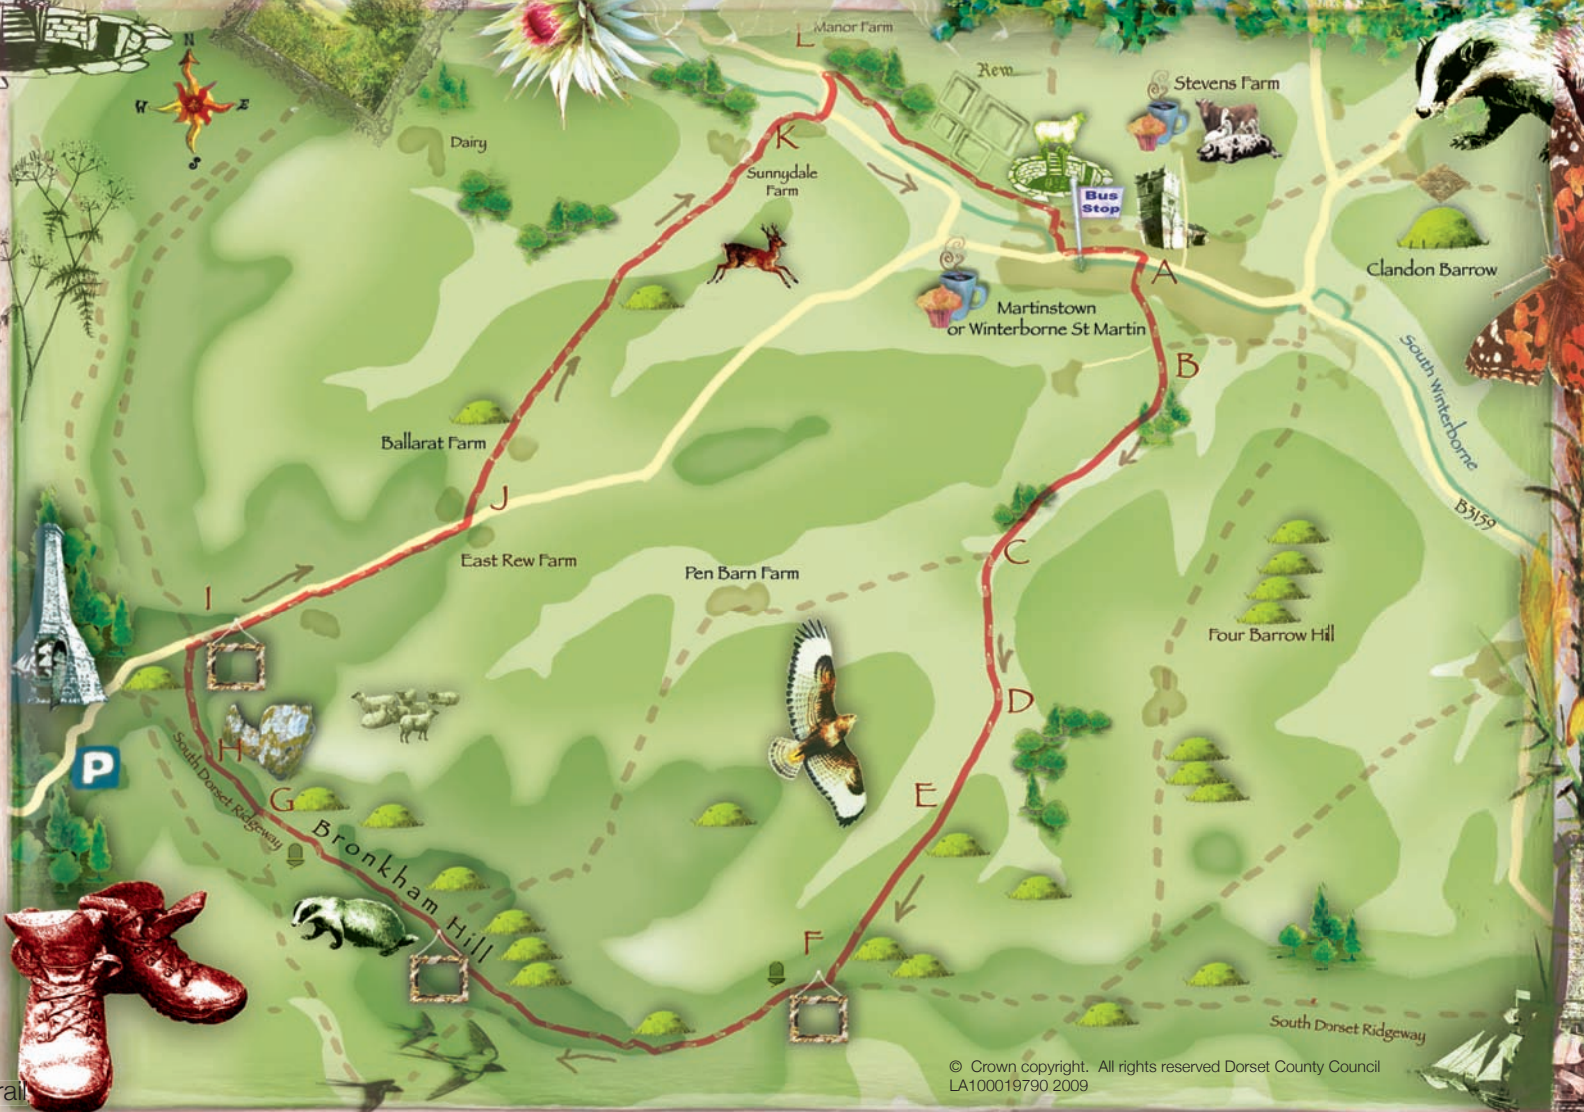 L
Manor Farm
N
W
E
S
Rew
Stevens Farm
Dairy
K
Sunnydale
Farm
Bus
Stop
A
Clandon Barrow
Martinstown
or Winterborne St Martin
B
South Winterborne
Ballarat Farm
J
B3159
East Rew Farm
C
Pen Barn Farm
I
Four Barrow Hill
D
P
H
South Dorset Ridgeway
G
E
Bronkham Hill
F
South Dorset Ridgeway
© Crown copyright. All rights reserved Dorset County Council
LA100019790 2009
rail